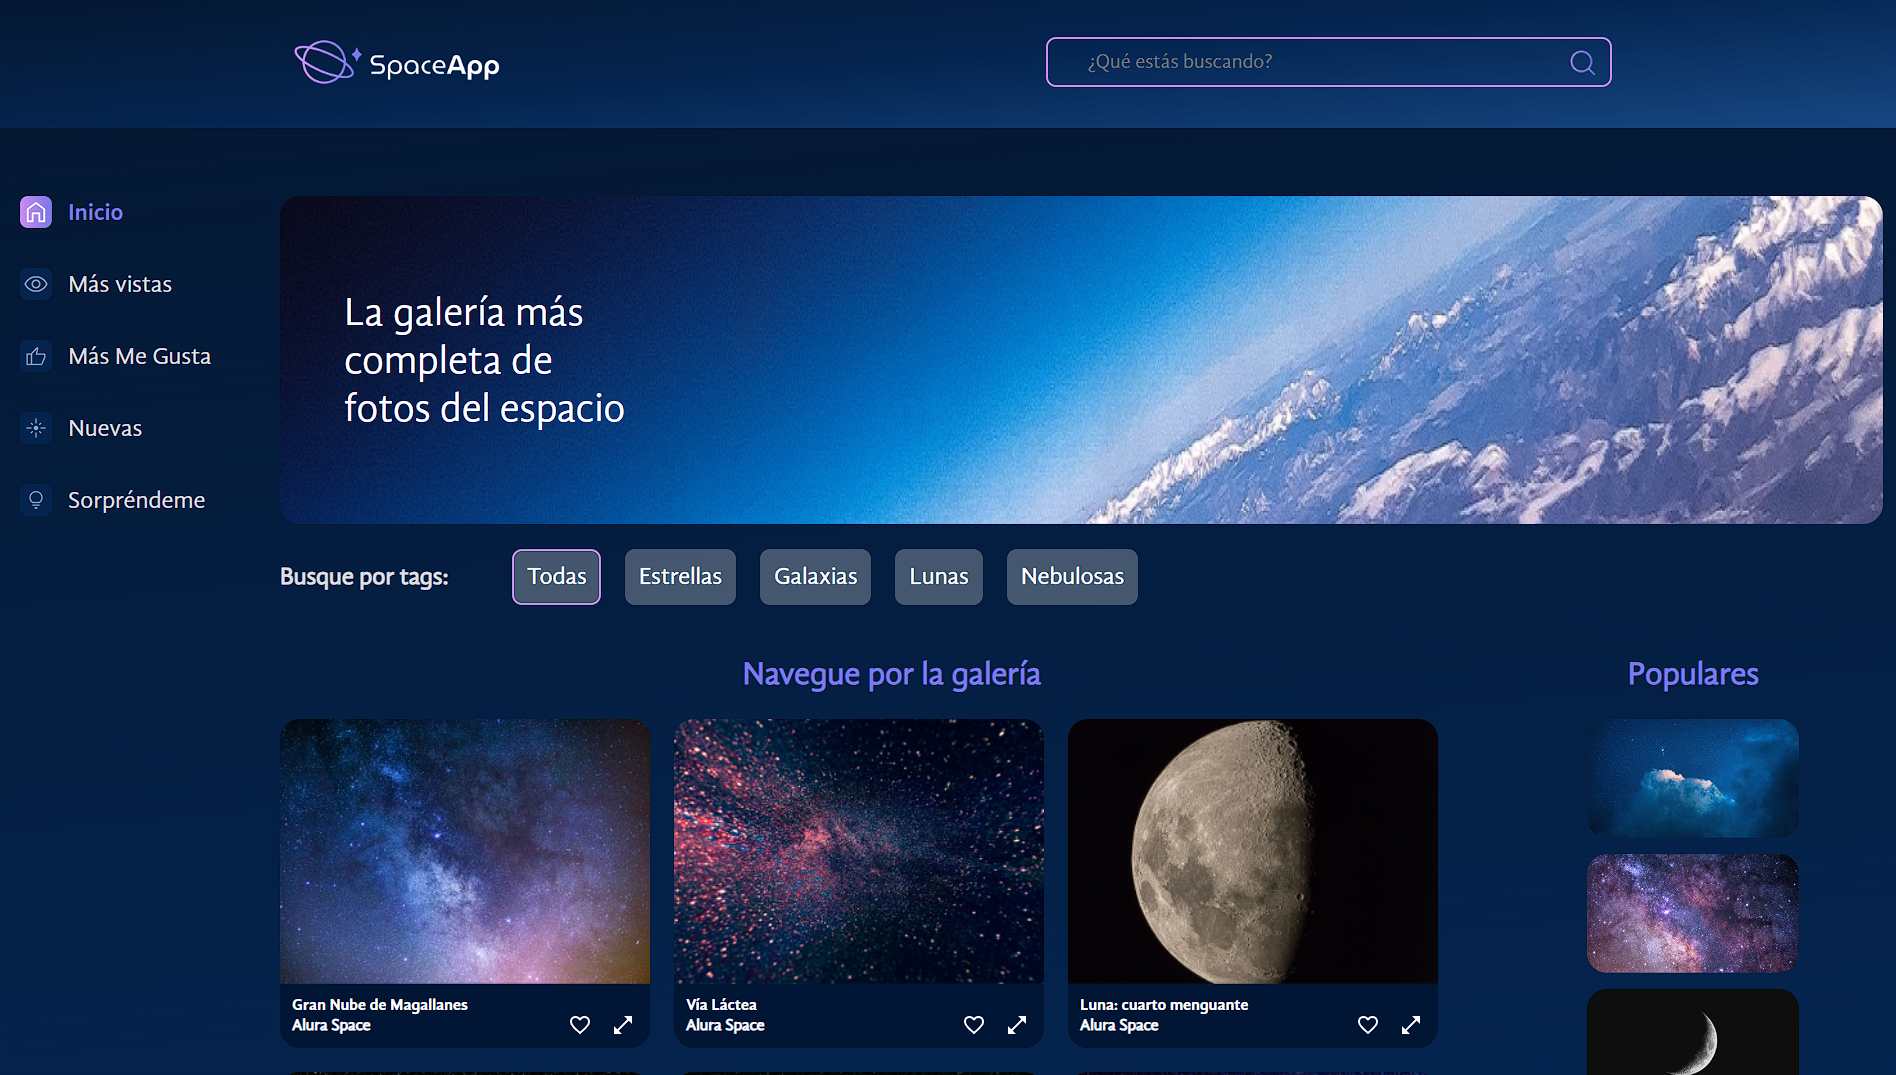 SpaceApp
¿Qué estás buscando?
Inicio
Más vistas
Más Me Gusta
Nuevas
Sorpréndeme
La galería más
completa de
fotos del espacio
Busque por tags:
Todas
Estrellas
Galaxias
Lunas
Nebulosas
Navegue por la galería
Populares
Gran Nube de Magallanes
Alura Space
Vía Láctea
Alura Space
Luna: cuarto menguante
Alura Space